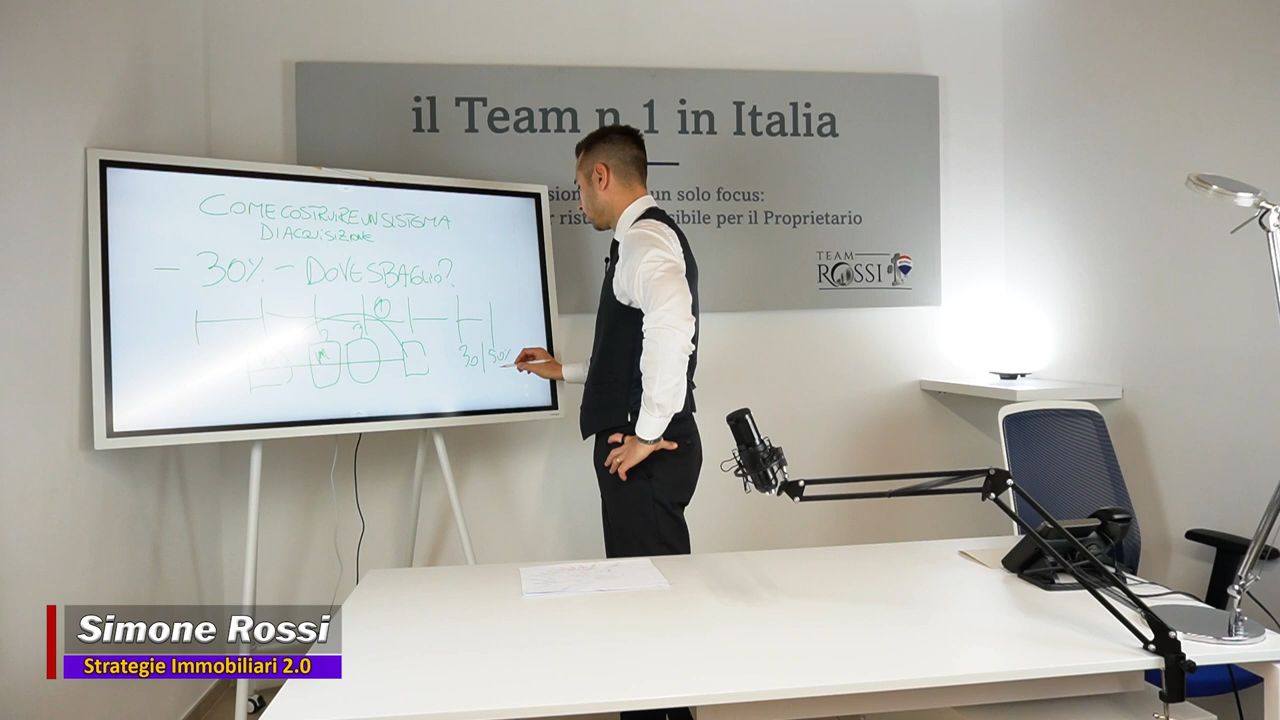 il Team n.1 in Italia
un solo focus:
sibile per il Proprietario
TEAM
ROSSI
COME COSTRUIRE UN SISTEMA
DI ACQUISIZIONE
- 30% - DOVE SBAGLIO?
30|50%
Simone Rossi
Strategie Immobiliari 2.0